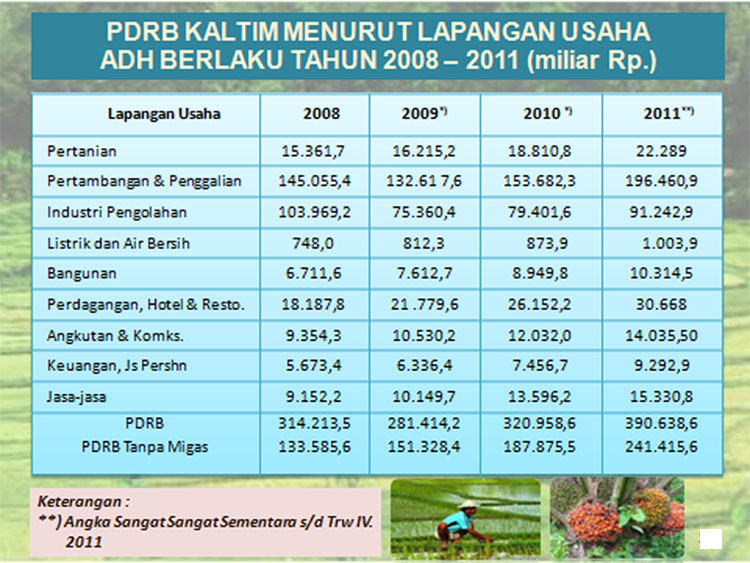 PDRB KALTIM MENURUT LAPANGAN USAHA
ADH BERLAKU TAHUN 2008 – 2011 (miliar Rp.)
Lapangan Usaha 2008 2009*) 2010 *) 2011**)
Pertanian 15.361,7 16.215,2 18.810,8 22.289
Pertambangan & Penggalian 145.055,4 132.61 7,6 153.682,3 196.460,9
Industri Pengolahan 103.969,2 75.360,4 79.401,6 91.242,9
Listrik dan Air Bersih 748,0 812,3 873,9 1.003,9
Bangunan 6.711,6 7.612,7 8.949,8 10.314,5
Perdagangan, Hotel & Resto. 18.187,8 21 .779,6 26.152,2 30.668
Angkutan & Komks. 9.354,3 10.530,2 12.032,0 14.035,50
Keuangan, Js Pershn 5.673,4 6.336,4 7.456,7 9.292,9
Jasa-jasa 9.152,2 10.149,7 13.596,2 15.330,8
PDRB 314.213,5 281.414,2 320.958,6 390.638,6
PDRB Tanpa Migas 133.585,6 151.328,4 187.875,5 241.415,6
Keterangan :
**) Angka Sangat Sangat Sementara s/d Trw IV.
2011